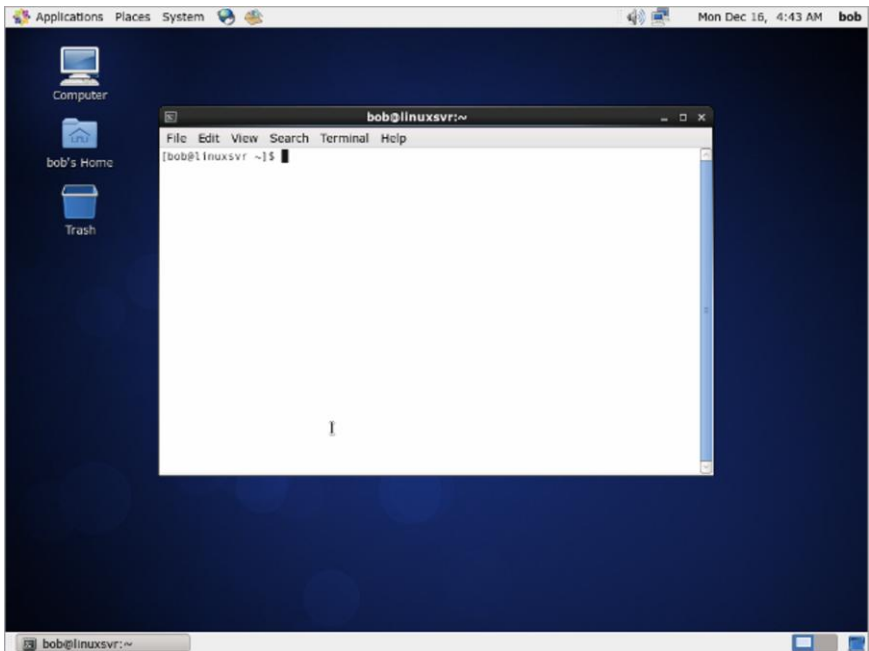 Applications Places System Mon Dec 16, 4:43 AM bob
Computer
bob's Home
Trash
bob@linuxsvr:~
File Edit View Search Terminal Help
[bob@linuxsvr ~]$
bob@linuxsvr:~